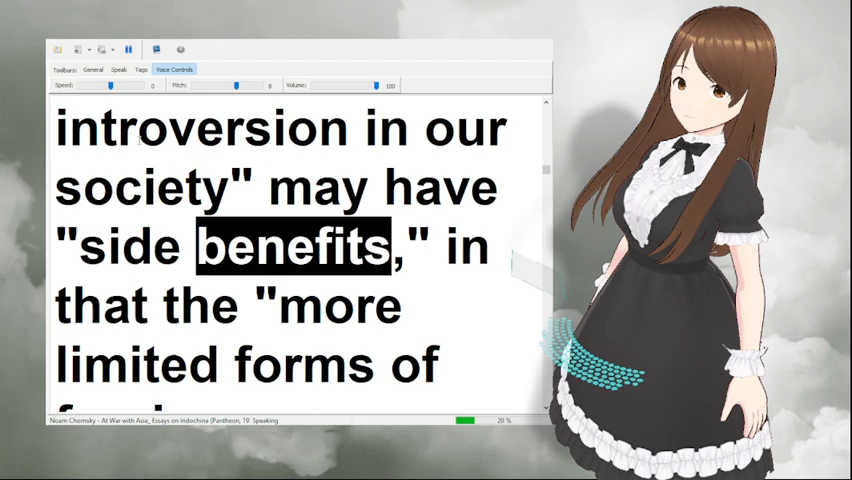 Toolbars: General Speak Tags Voice Controls
Speed: 0 Pitch: 8 Volume: 100
introversion in our
society" may have
"side benefits," in
that the "more
limited forms of
Noam Chomsky - At War with Asia_ Essays on Indochina (Pantheon, 19 Speaking 20 %